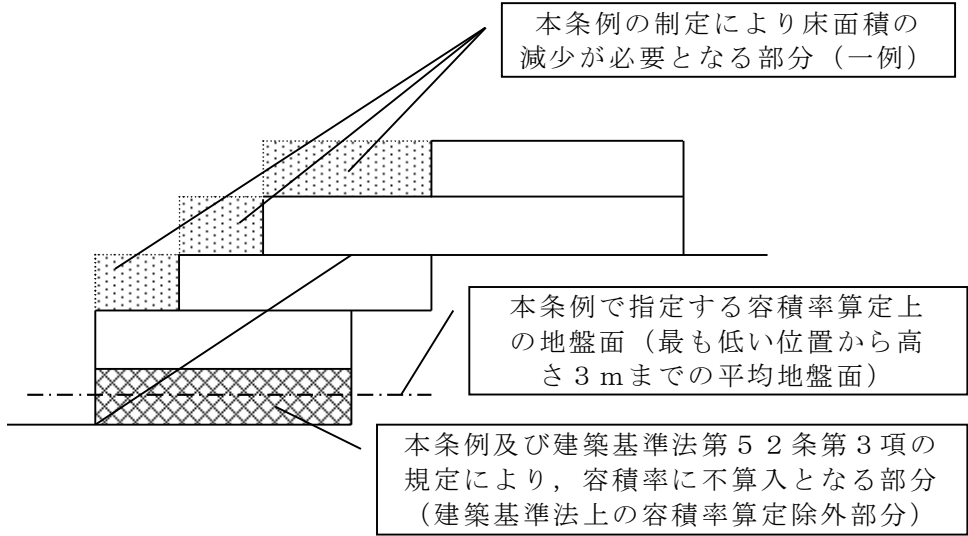 本条例の制定により床面積の
減少が必要となる部分（一例）
本条例で指定する容積率算定上
の地盤面（最も低い位置から高
さ３ｍまでの平均地盤面）
本条例及び建築基準法第５２条第３項の
規定により，容積率に不算入となる部分
（建築基準法上の容積率算定除外部分）